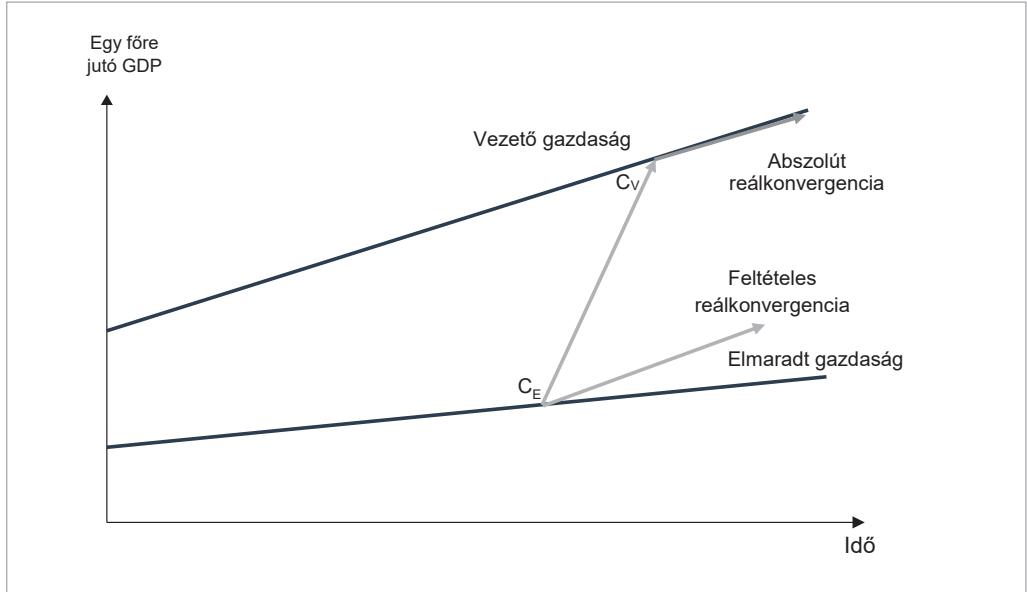 Egy főre
jutó GDP
Vezető gazdaság
Abszolút
reálkonvergencia
CV
Feltételes
reálkonvergencia
Elmaradt gazdaság
CE
Idő